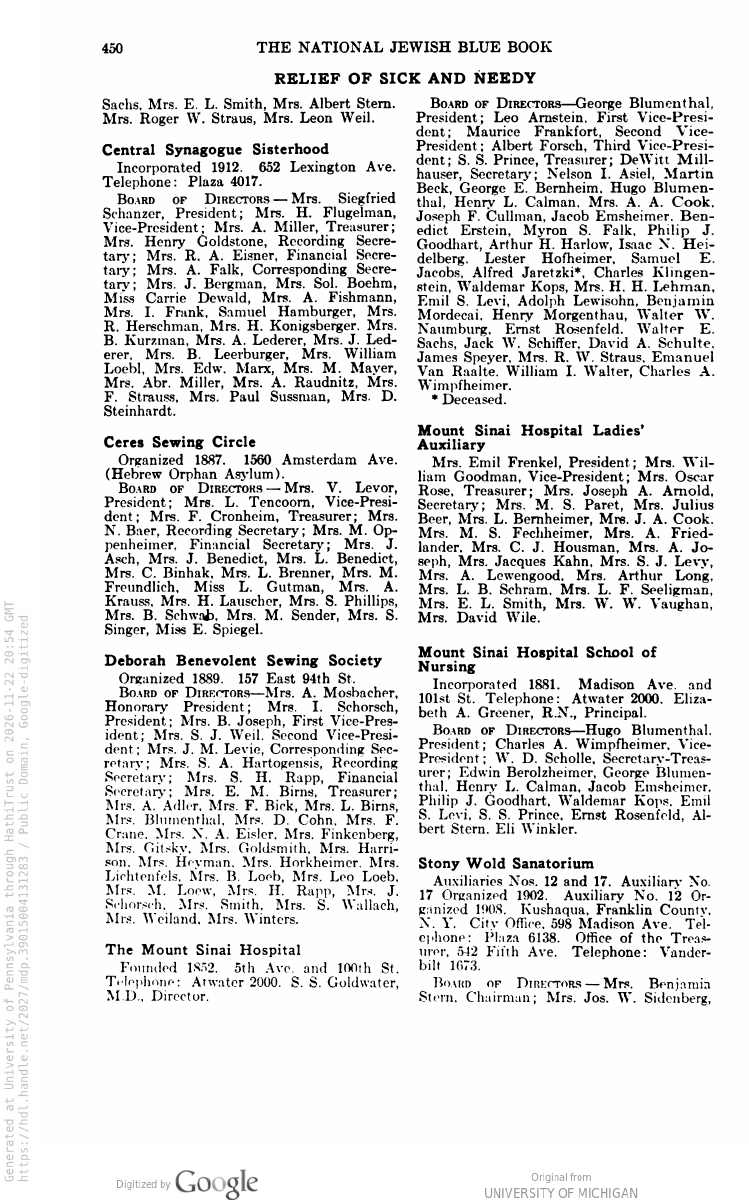 450
THE NATIONAL JEWISH BLUE BOOK
RELIEF OF SICK AND NEEDY
Sachs, Mrs. E. L. Smith, Mrs. Albert Stern.
Mrs. Roger W. Straus, Mrs. Leon Weil.
Central Synagogue Sisterhood
Incorporated 1912. 652 Lexington Ave.
Telephone: Plaza 4017.
BOARD OF DIRECTORS — Mrs. Siegfried
Schanzer, President; Mrs. H. Flugelman,
Vice-President; Mrs. A. Miller, Treasurer;
Mrs. Henry Goldstone, Recording Secre-
tary; Mrs. R. A. Eisner, Financial Secre-
tary; Mrs. A. Falk, Corresponding Secre-
tary; Mrs. J. Bergman, Mrs. Sol. Boehm,
Miss Carrie Dewald, Mrs. A. Fishmann,
Mrs. I. Frank, Samuel Hamburger, Mrs.
R. Herschman, Mrs. H. Konigsberger. Mrs.
B. Kurzman, Mrs. A. Lederer, Mrs. J. Led-
erer, Mrs. B. Leerburger, Mrs. William
Loebl, Mrs. Edw. Marx, Mrs. M. Mayer,
Mrs. Abr. Miller, Mrs. A. Raudnitz, Mrs.
F. Strauss, Mrs. Paul Sussman, Mrs. D.
Steinhardt.
Ceres Sewing Circle
Organized 1887. 1560 Amsterdam Ave.
(Hebrew Orphan Asylum).
BOARD OF DIRECTORS — Mrs. V. Levor,
President; Mrs. L. Tencoorn, Vice-Presi-
dent; Mrs. F. Cronheim, Treasurer; Mrs.
N. Baer, Recording Secretary; Mrs. M. Op-
penheimer, Financial Secretary; Mrs. J.
Asch, Mrs. J. Benedict, Mrs. L. Benedict,
Mrs. C. Binhak, Mrs. L. Brenner, Mrs. M.
Freundlich, Miss L. Gutman, Mrs. A.
Krauss, Mrs. H. Lauscher, Mrs. S. Phillips,
Mrs. B. Schwab, Mrs. M. Sender, Mrs. S.
Singer, Miss E. Spiegel.
Deborah Benevolent Sewing Society
Organized 1889. 157 East 94th St.
BOARD OF DIRECTORS—Mrs. A. Mosbacher,
Honorary President; Mrs. I. Schorsch,
President; Mrs. B. Joseph, First Vice-Pres-
ident; Mrs. S. J. Weil, Second Vice-Presi-
dent; Mrs. J. M. Levie, Corresponding Sec-
retary; Mrs. S. A. Hartogensis, Recording
Secretary; Mrs. S. H. Rapp, Financial
Secretary; Mrs. E. M. Birns, Treasurer;
Mrs. A. Adler, Mrs. F. Bick, Mrs. L. Birns,
Mrs. Blumenthal, Mrs. D. Cohn, Mrs. F.
Crane, Mrs. N. A. Eisler, Mrs. Finkenberg,
Mrs. Gitsky, Mrs. Goldsmith, Mrs. Harri-
son, Mrs. Heyman, Mrs. Horkheimer, Mrs.
Lichtenfels, Mrs. B. Loeb, Mrs. Leo Loeb,
Mrs. M. Loew, Mrs. H. Rapp, Mrs. J.
Schorsch, Mrs. Smith, Mrs. S. Wallach,
Mrs. Weiland, Mrs. Winters.
The Mount Sinai Hospital
Founded 1852. 5th Ave. and 100th St.
Telephone: Atwater 2000. S. S. Goldwater,
M.D., Director.
BOARD OF DIRECTORS—George Blumenthal,
President; Leo Arnstein, First Vice-Presi-
dent; Maurice Frankfort, Second Vice-
President; Albert Forsch, Third Vice-Presi-
dent; S. S. Prince, Treasurer; DeWitt Mill-
hauser, Secretary; Nelson I. Asiel, Martin
Beck, George E. Bernheim, Hugo Blumen-
thal, Henry L. Calman, Mrs. A. A. Cook,
Joseph F. Cullman, Jacob Emsheimer, Ben-
edict Erstein, Myron S. Falk, Philip J.
Goodhart, Arthur H. Harlow, Isaac N. Hei-
delberg, Lester Hofheimer, Samuel E.
Jacobs, Alfred Jaretzki*, Charles Klingen-
stein, Waldemar Kops, Mrs. H. H. Lehman,
Emil S. Levi, Adolph Lewisohn, Benjamin
Mordecai, Henry Morgenthau, Walter W.
Naumburg, Ernst Rosenfeld, Walter E.
Sachs, Jack W. Schiffer, David A. Schulte,
James Speyer, Mrs. R. W. Straus, Emanuel
Van Raalte, William I. Walter, Charles A.
Wimpfheimer.
* Deceased.
Mount Sinai Hospital Ladies'
Auxiliary
Mrs. Emil Frenkel, President; Mrs. Wil-
liam Goodman, Vice-President; Mrs. Oscar
Rose, Treasurer; Mrs. Joseph A. Arnold,
Secretary; Mrs. M. S. Paret, Mrs. Julius
Beer, Mrs. L. Bernheimer, Mrs. J. A. Cook,
Mrs. M. S. Fechheimer, Mrs. A. Fried-
lander, Mrs. C. J. Housman, Mrs. A. Jo-
seph, Mrs. Jacques Kahn, Mrs. S. J. Levy,
Mrs. A. Lewengood, Mrs. Arthur Long,
Mrs. L. B. Schram, Mrs. L. F. Seeligman,
Mrs. E. L. Smith, Mrs. W. W. Vaughan,
Mrs. David Wile.
Mount Sinai Hospital School of
Nursing
Incorporated 1881. Madison Ave. and
101st St. Telephone: Atwater 2000. Eliza-
beth A. Greener, R.N., Principal.
BOARD OF DIRECTORS—Hugo Blumenthal,
President; Charles A. Wimpfheimer, Vice-
President; W. D. Scholle, Secretary-Treas-
urer; Edwin Berolzheimer, George Blumen-
thal, Henry L. Calman, Jacob Emsheimer,
Philip J. Goodhart, Waldemar Kops, Emil
S. Levi, S. S. Prince, Ernst Rosenfeld, Al-
bert Stern, Eli Winkler.
Stony Wold Sanatorium
Auxiliaries Nos. 12 and 17. Auxiliary No.
17 Organized 1902. Auxiliary No. 12 Or-
ganized 1908. Kushaqua, Franklin County,
N. Y. City Office, 598 Madison Ave. Tel-
ephone: Plaza 6138. Office of the Treas-
urer, 542 Fifth Ave. Telephone: Vander-
bilt 1673.
BOARD OF DIRECTORS — Mrs. Benjamin
Stern, Chairman; Mrs. Jos. W. Sidenberg,
Generated at University of Pennsylvania through HathiTrust on 2026-11-22 20:54 GMT
https://hdl.handle.net/2027/mdp.39015004131283 / Public Domain, Google-digitized
Digitized by Google
Original from
UNIVERSITY OF MICHIGAN